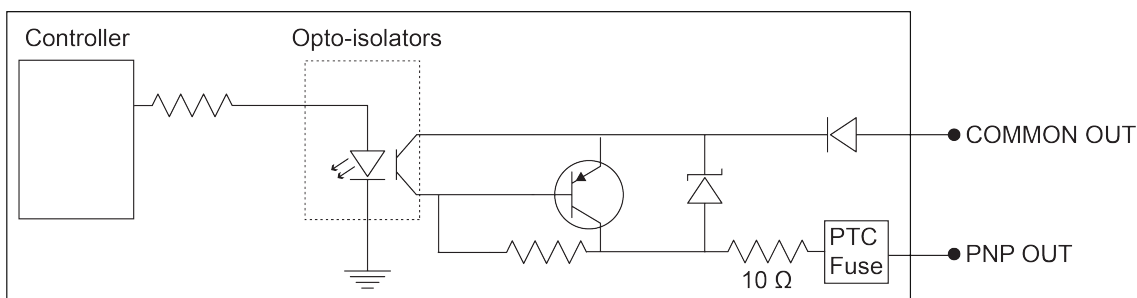 Controller
Opto-isolators
COMMON OUT
PTC
Fuse
PNP OUT
10 Ω